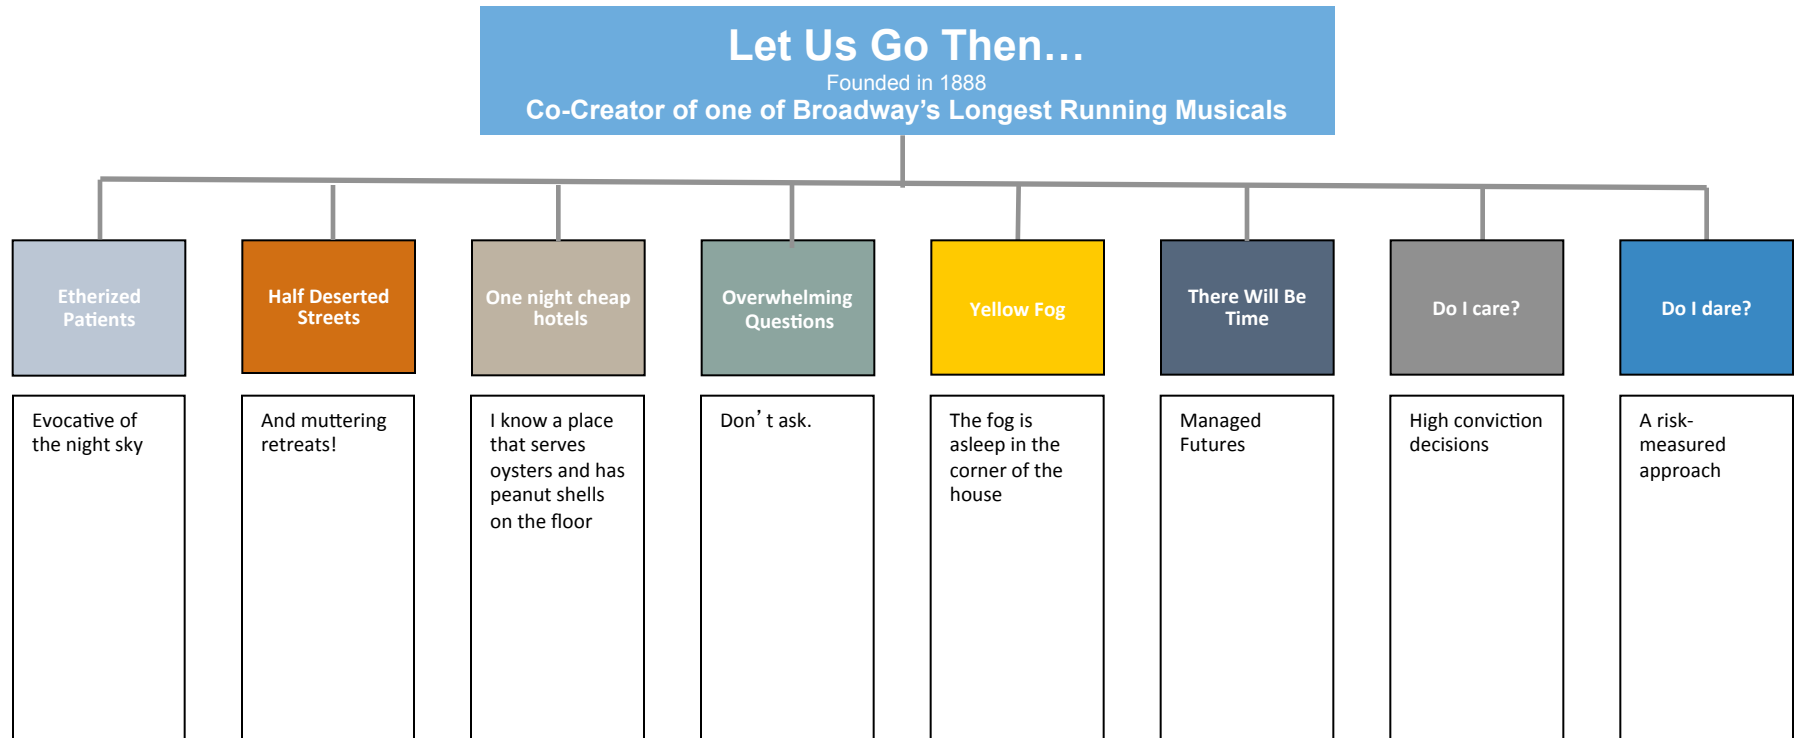 Let Us Go Then…
Founded in 1888
Co-Creator of one of Broadway’s Longest Running Musicals
Etherized
Patients
Half Deserted
Streets
One night cheap
hotels
Overwhelming
Questions
Yellow Fog
There Will Be
Time
Do I care?
Do I dare?
Evocative of
the night sky
And muttering
retreats!
I know a place
that serves
oysters and has
peanut shells
on the floor
Don’t ask.
The fog is
asleep in the
corner of the
house
Managed
Futures
High conviction
decisions
A risk-
measured
approach